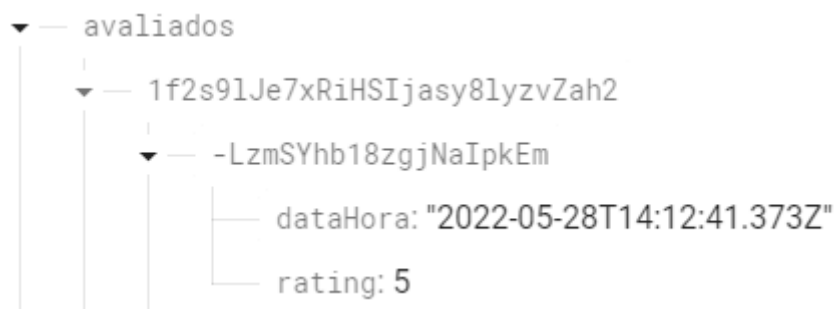 avaliados
1f2s9lJe7xRiHSIjasy8lyzvZah2
-LzmSYhb18zgjNaIpkEm
dataHora: "2022-05-28T14:12:41.373Z"
rating: 5